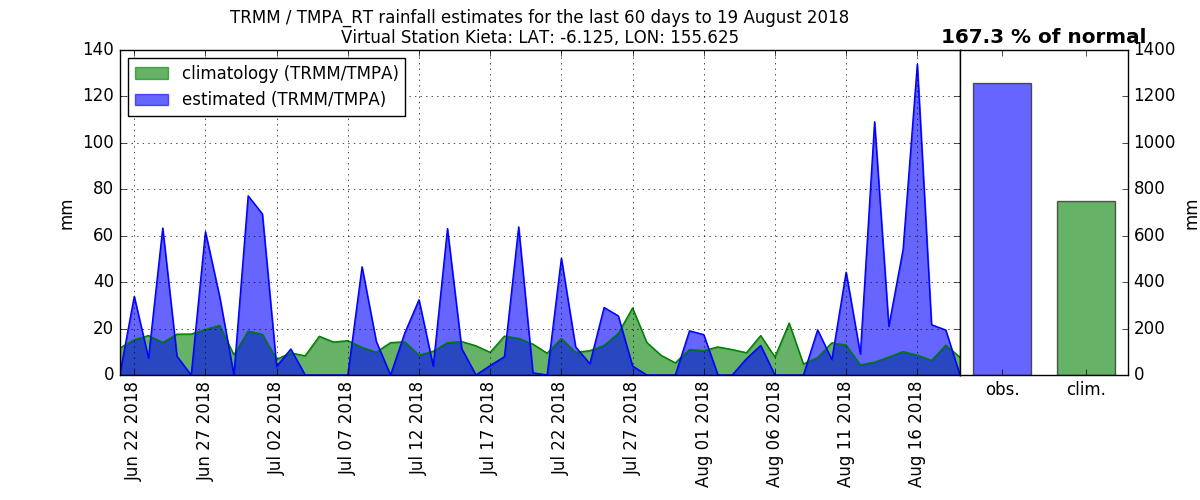 TRMM / TMPA_RT rainfall estimates for the last 60 days to 19 August 2018
Virtual Station Kieta: LAT: -6.125, LON: 155.625
167.3 % of normal
climatology (TRMM/TMPA)
estimated (TRMM/TMPA)
mm
140
120
100
80
60
40
20
0
Jun 22 2018
Jun 27 2018
Jul 02 2018
Jul 07 2018
Jul 12 2018
Jul 17 2018
Jul 22 2018
Jul 27 2018
Aug 01 2018
Aug 06 2018
Aug 11 2018
Aug 16 2018
obs.
clim.
1400
1200
1000
800
600
400
200
0
mm